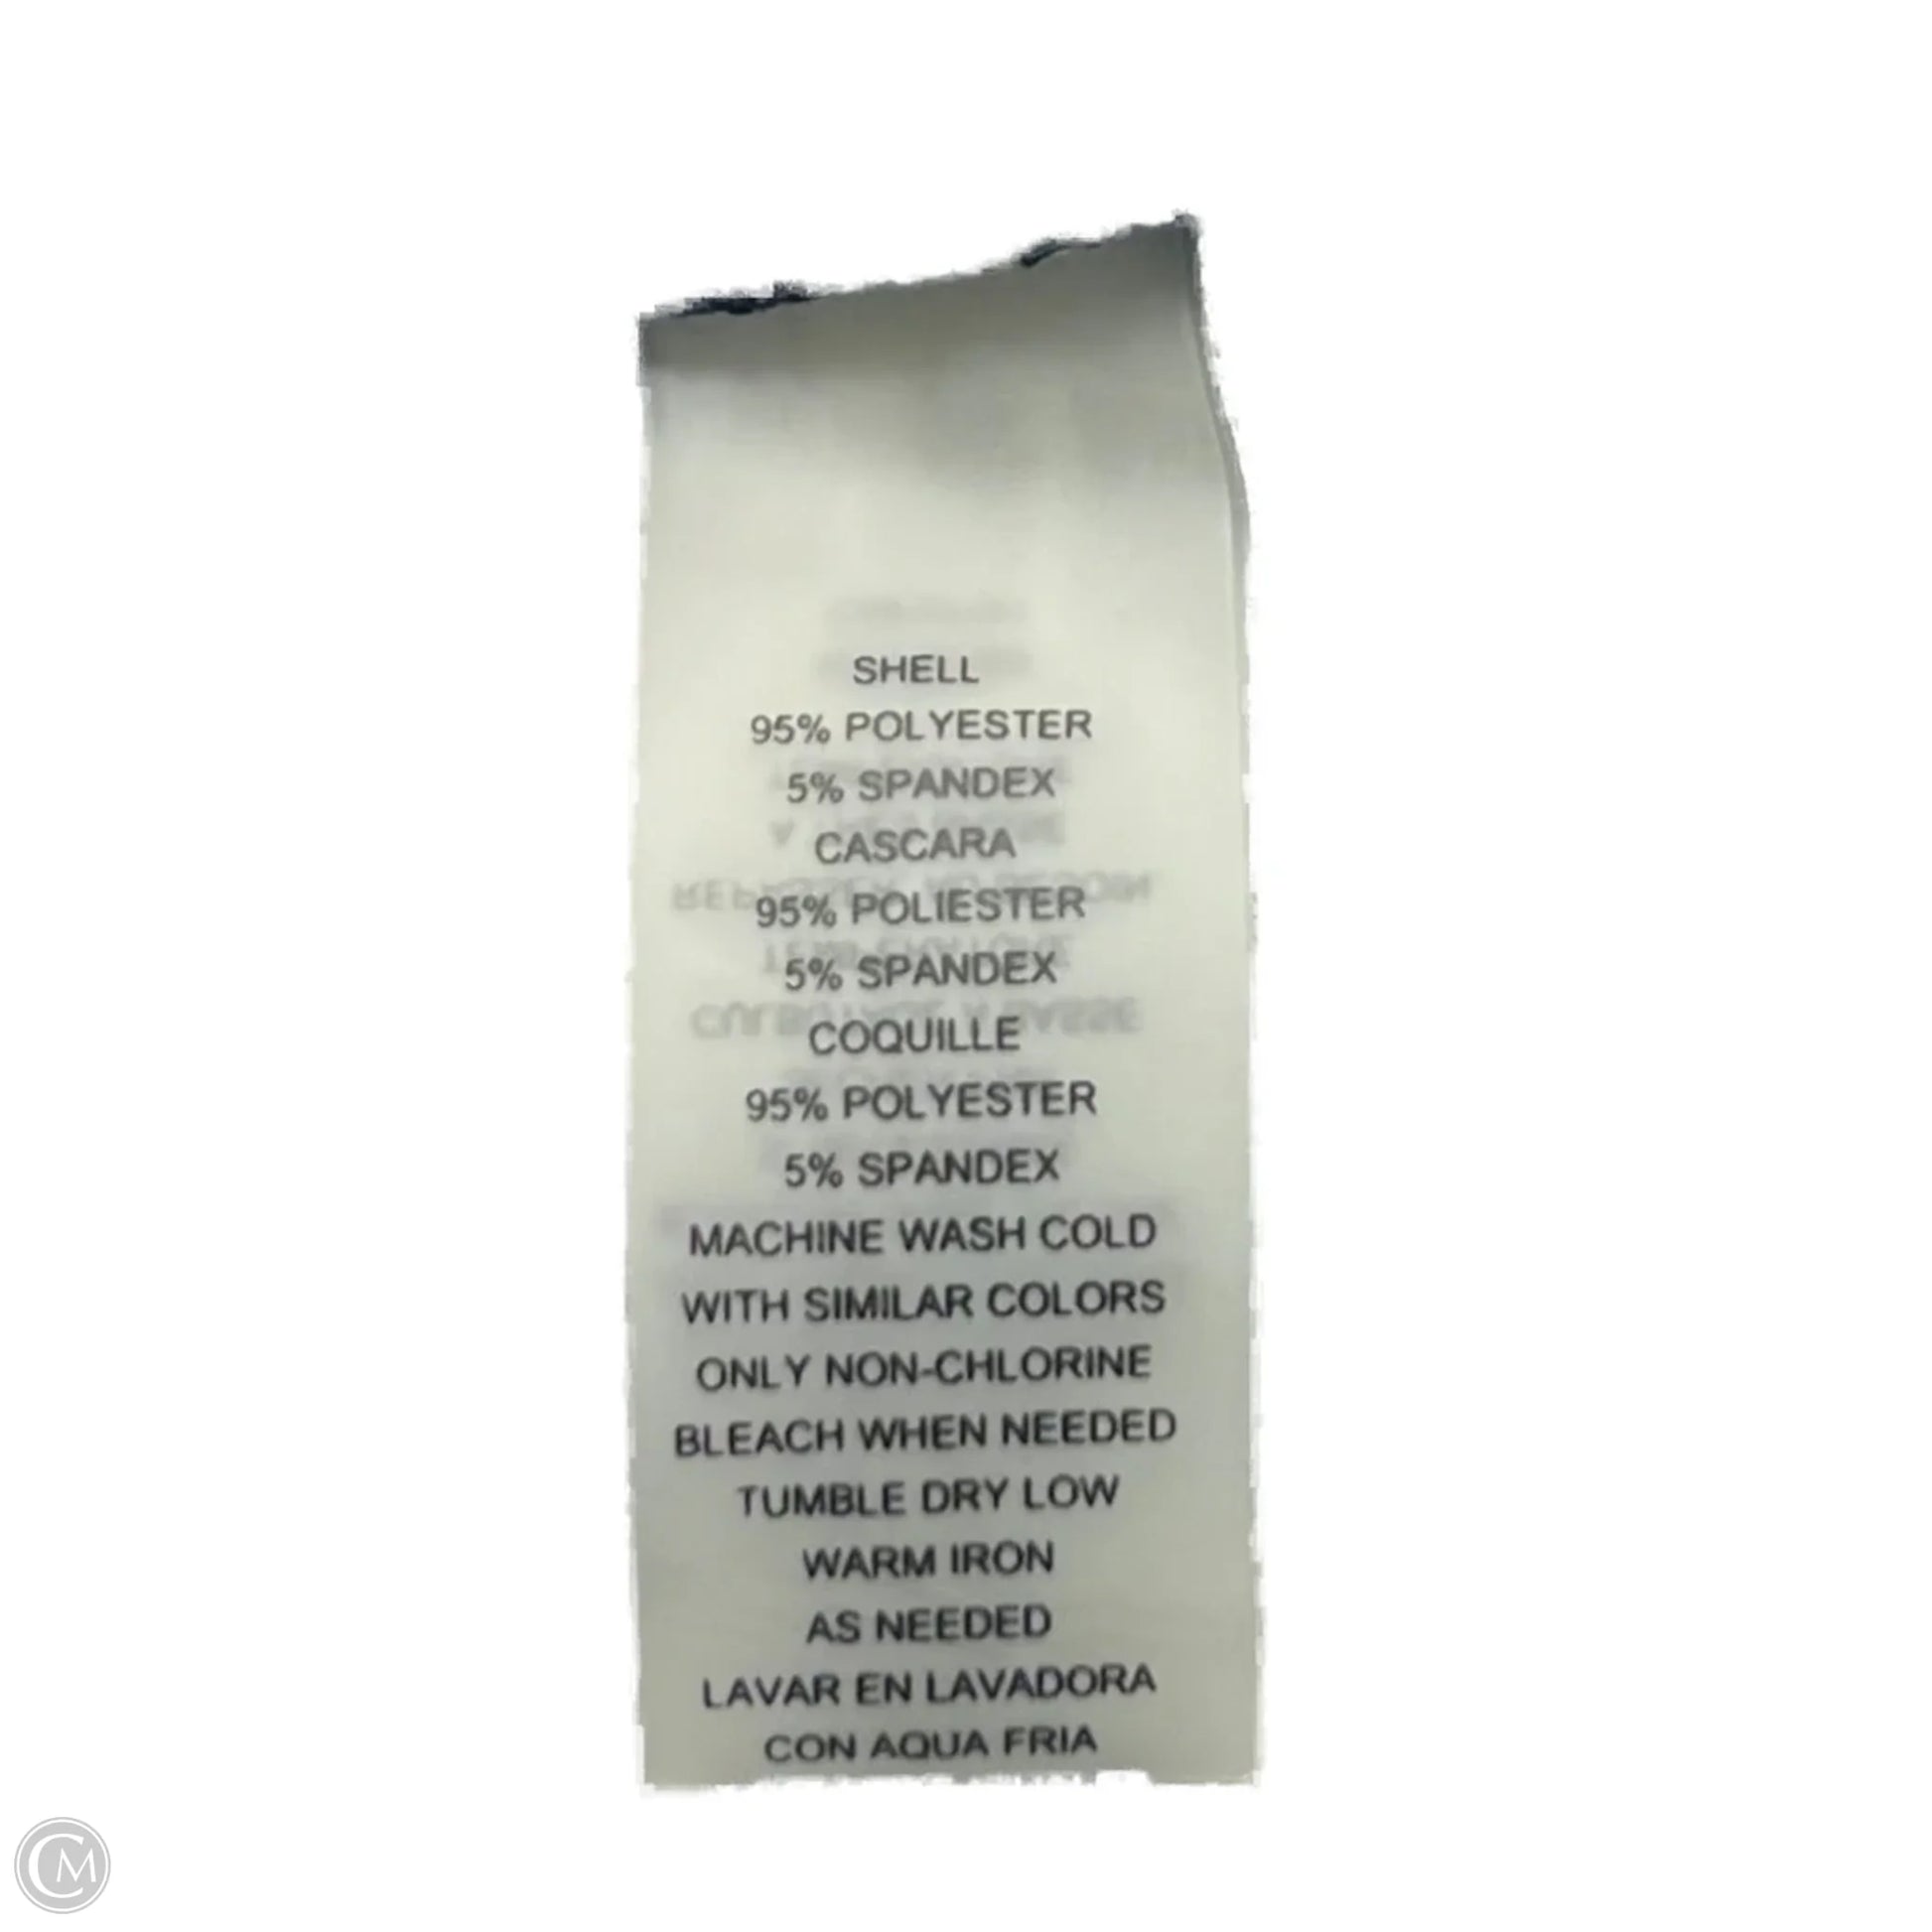 SHELL
95% POLYESTER
5% SPANDEX
CASCARA
95% POLIESTER
5% SPANDEX
COQUILLE
95% POLYESTER
5% SPANDEX
MACHINE WASH COLD
WITH SIMILAR COLORS
ONLY NON-CHLORINE
BLEACH WHEN NEEDED
TUMBLE DRY LOW
WARM IRON
AS NEEDED
LAVAR EN LAVADORA
CON AQUA FRIA
CM